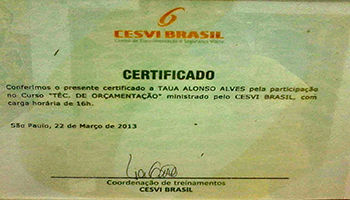 CESVI BRASIL
Centro de Experimentação e Segurança Viária
CERTIFICADO
Conferimos o presente certificado a TAUA ALONSO ALVES pela participação
no Curso "TÉC. DE ORÇAMENTAÇÃO" ministrado pelo CESVI BRASIL, com
carga horária de 16h.
São Paulo, 22 de Março de 2013
Coordenação de treinamentos
CESVI BRASIL